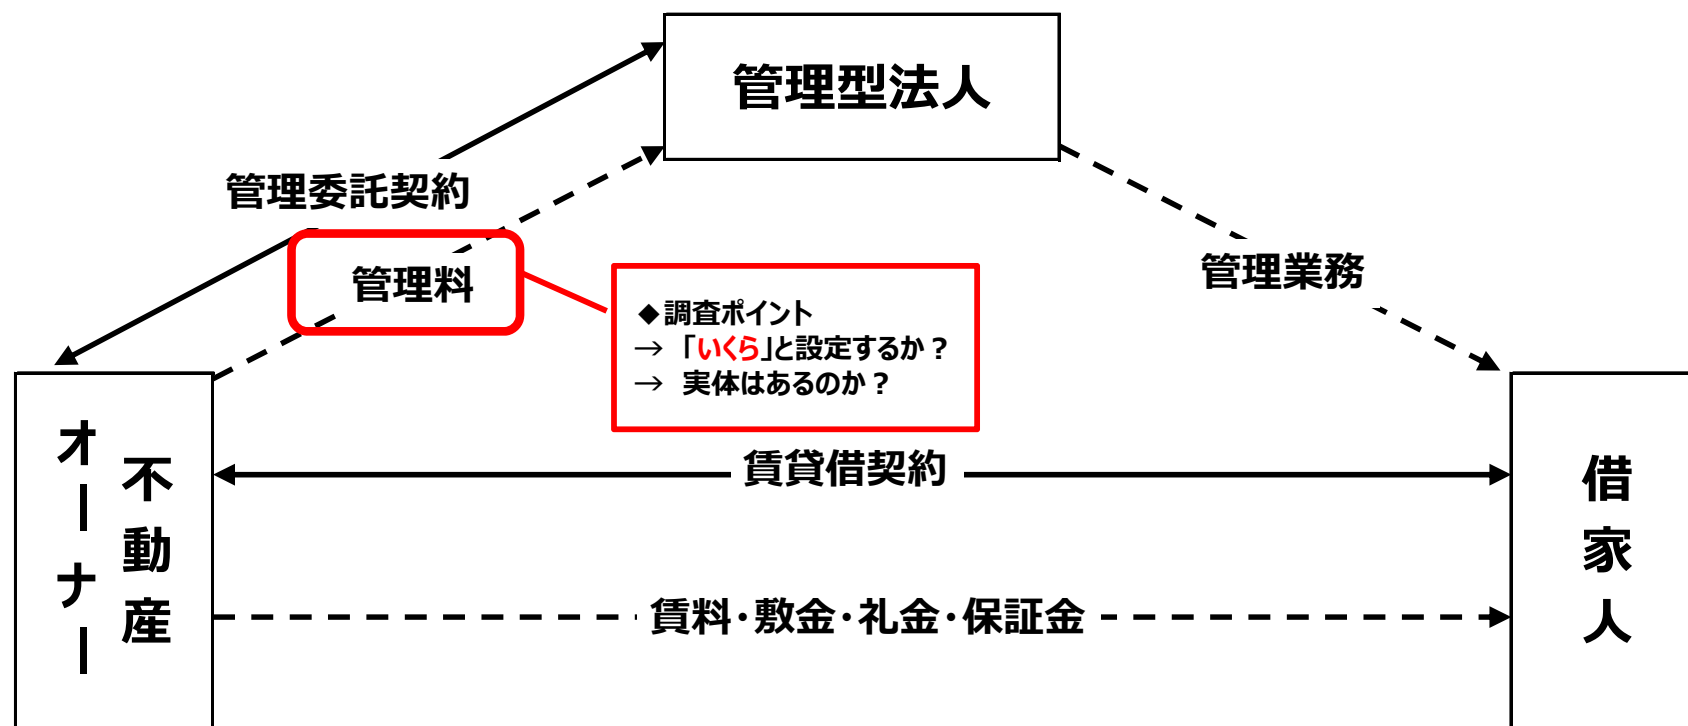 管理型法人
管理委託契約
管理料
管理業務
◆調査ポイント
→ 「いくら」と設定するか？
→ 実体はあるのか？
不動産
オーナー
賃貸借契約
賃料・敷金・礼金・保証金
借家人